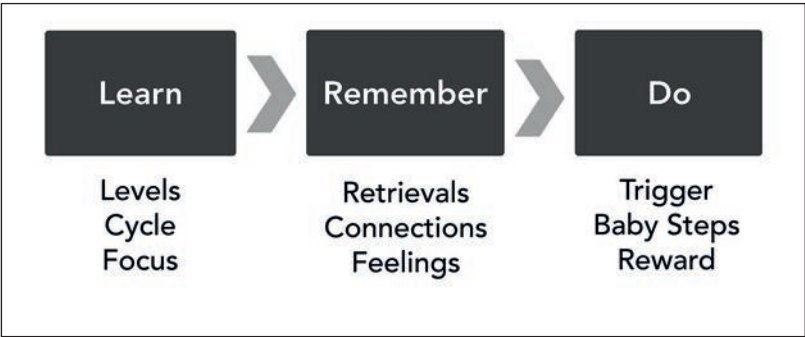 Learn
Levels
Cycle
Focus
Remember
Retrievals
Connections
Feelings
Do
Trigger
Baby Steps
Reward